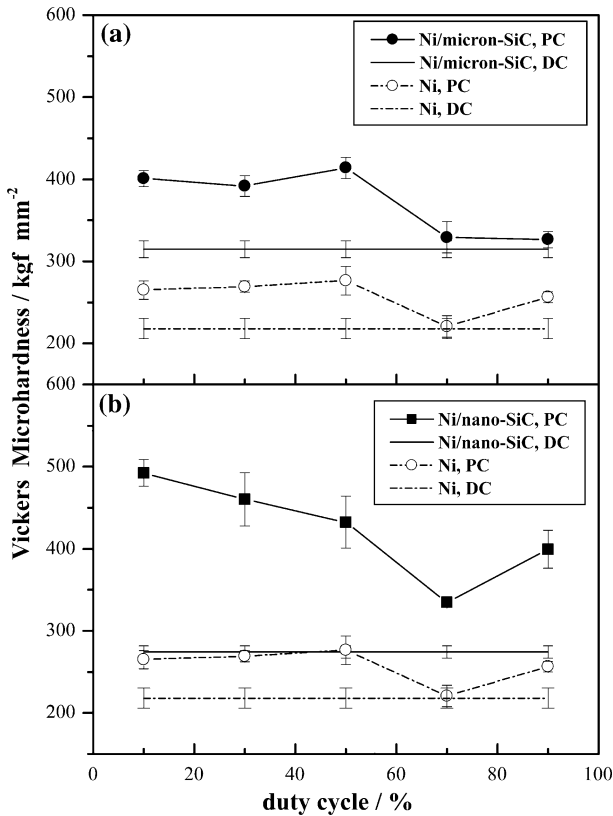 (a)
Ni/micron-SiC, PC
Ni/micron-SiC, DC
Ni, PC
Ni, DC
600
500
400
300
200
600
(b)
Ni/nano-SiC, PC
Ni/nano-SiC, DC
Ni, PC
Ni, DC
500
400
300
200
0 20 40 60 80 100
duty cycle / %
Vickers Microhardness / kgf mm⁻²